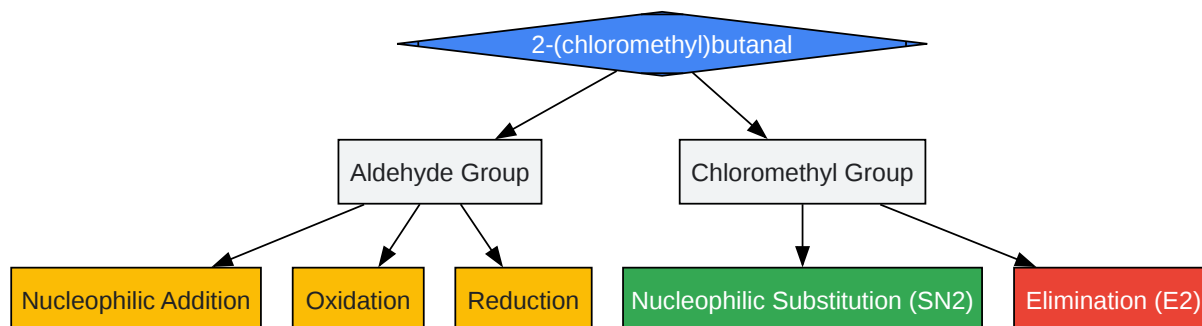 2-(chloromethyl)butanal
Aldehyde Group
Chloromethyl Group
Nucleophilic Addition
Oxidation
Reduction
Nucleophilic Substitution (SN2)
Elimination (E2)